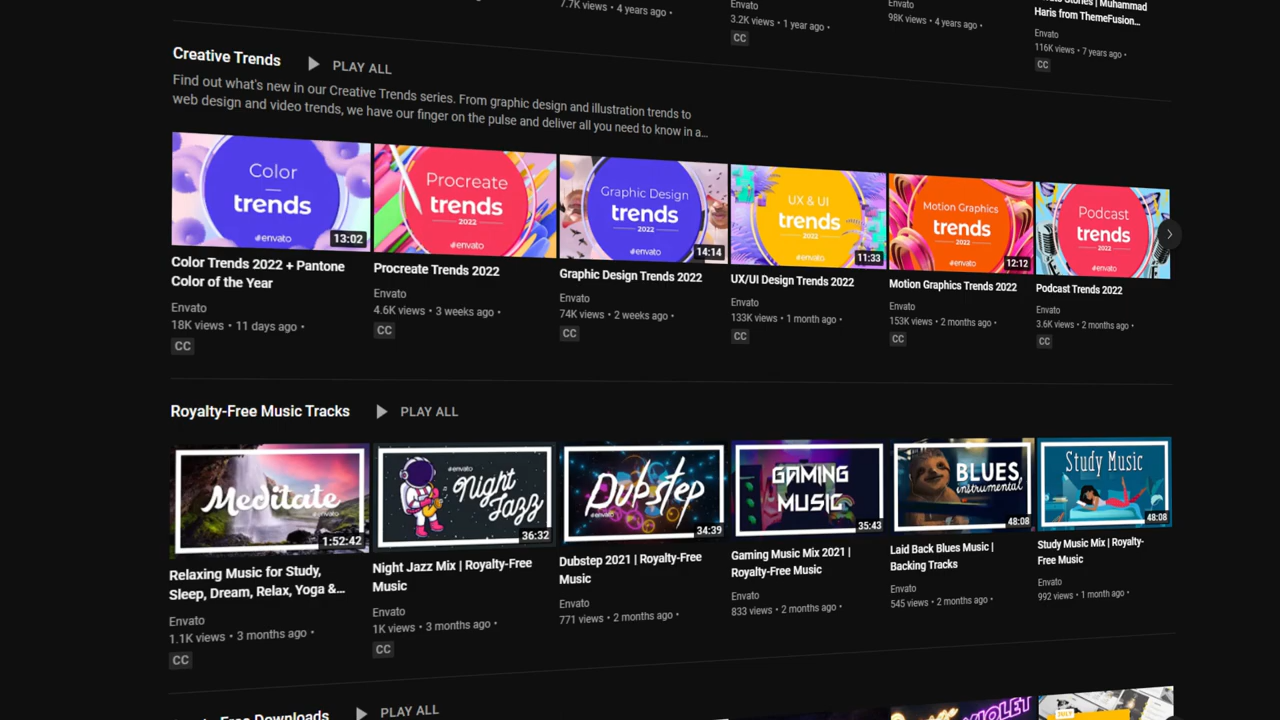 7.7K views • 4 years ago •
3.2K views • 1 year ago •
CC
98K views • 4 years ago •
Stories | Muhammad
Haris from ThemeFusion...
Envato
116K views • 7 years ago •
CC
Creative Trends
PLAY ALL
Find out what's new in our Creative Trends series. From graphic design and illustration trends to
web design and video trends, we have our finger on the pulse and deliver all you need to know in a...
Color
trends
envato
13:02
Procreate
trends
2022
envato
Graphic Design
trends
2022
envato
14:14
UX & UI
trends
2022
envato
11:33
Motion Graphics
trends
2022
envato
12:12
Podcast
trends
2022
envato
Color Trends 2022 + Pantone
Color of the Year
Envato
18K views • 11 days ago •
CC
Procreate Trends 2022
Envato
4.6K views • 3 weeks ago •
CC
Graphic Design Trends 2022
Envato
74K views • 2 weeks ago •
CC
UX/UI Design Trends 2022
Envato
133K views • 1 month ago •
CC
Motion Graphics Trends 2022
Envato
153K views • 2 months ago •
CC
Podcast Trends 2022
Envato
3.6K views • 2 months ago •
CC
Royalty-Free Music Tracks
PLAY ALL
Meditate
envato
1:52:42
envato
Night
Jazz
36:32
Dubstep
envato
34:39
GAMING
MUSIC
35:43
BLUES
instrumental
48:08
Study Music
48:08
Relaxing Music for Study,
Sleep, Dream, Relax, Yoga &...
Envato
1.1K views • 3 months ago •
CC
Night Jazz Mix | Royalty-Free
Music
Envato
1K views • 3 months ago •
CC
Dubstep 2021 | Royalty-Free
Music
Envato
771 views • 2 months ago •
Gaming Music Mix 2021 |
Royalty-Free Music
Envato
833 views • 2 months ago •
Laid Back Blues Music |
Backing Tracks
Envato
545 views • 2 months ago •
Study Music Mix | Royalty-
Free Music
Envato
992 views • 1 month ago •
Free Downloads
PLAY ALL
VIOLET
JULY